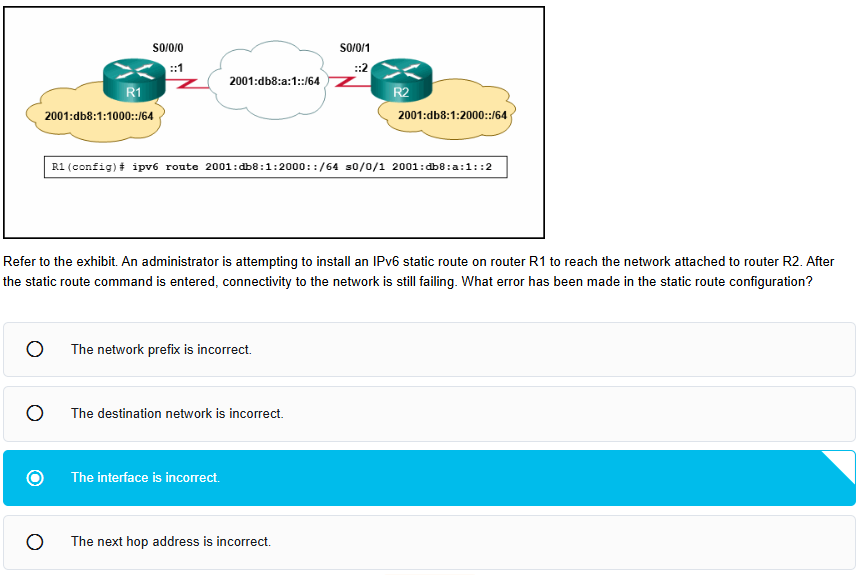 S0/0/0
S0/0/1
::1
::2
2001:db8:a:1::/64
R1
R2
2001:db8:1:1000::/64
2001:db8:1:2000::/64
R1(config)# ipv6 route 2001:db8:1:2000::/64 s0/0/1 2001:db8:a:1::2
Refer to the exhibit. An administrator is attempting to install an IPv6 static route on router R1 to reach the network attached to router R2. After
the static route command is entered, connectivity to the network is still failing. What error has been made in the static route configuration?
The network prefix is incorrect.
The destination network is incorrect.
The interface is incorrect.
The next hop address is incorrect.